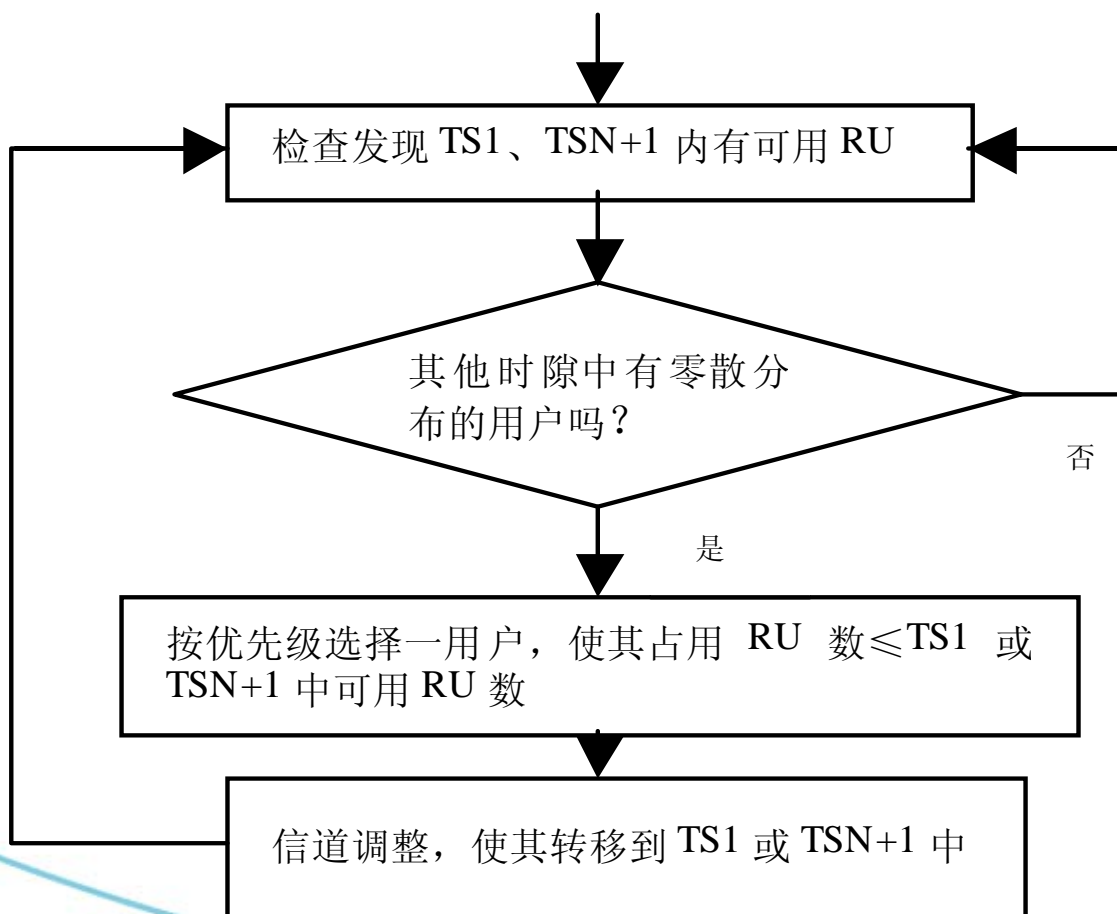 检查发现 TS1、TSN+1 内有可用 RU
其他时隙中有零散分
布的用户吗？
否
是
按优先级选择一用户，使其占用 RU 数≤TS1 或
TSN+1 中可用 RU 数
信道调整，使其转移到 TS1 或 TSN+1 中